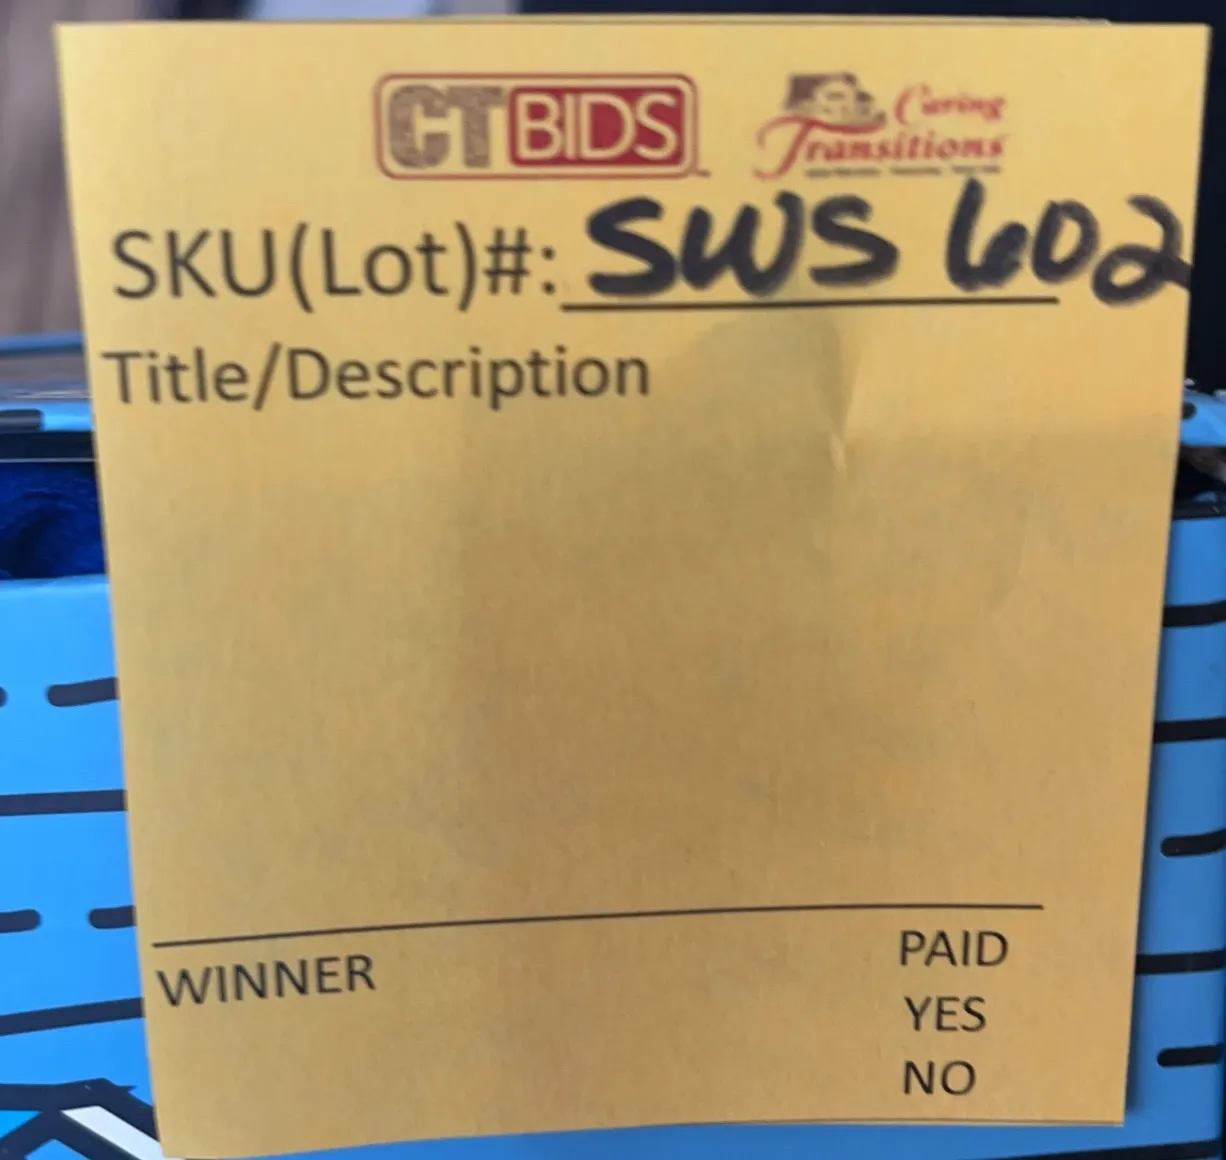 CTBIDS
Caring
Transitions
SKU(Lot)#: SWS 602
Title/Description
WINNER
PAID
YES
NO